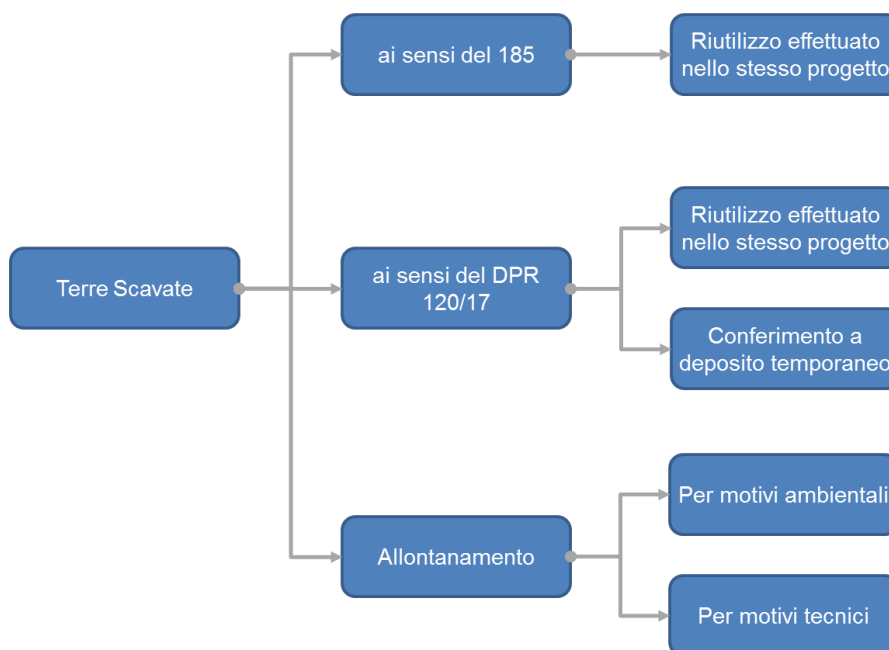 ai sensi del 185
Riutilizzo effettuato
nello stesso progetto
Terre Scavate
ai sensi del DPR
120/17
Riutilizzo effettuato
nello stesso progetto
Conferimento a
deposito temporaneo
Allontanamento
Per motivi ambientali
Per motivi tecnici